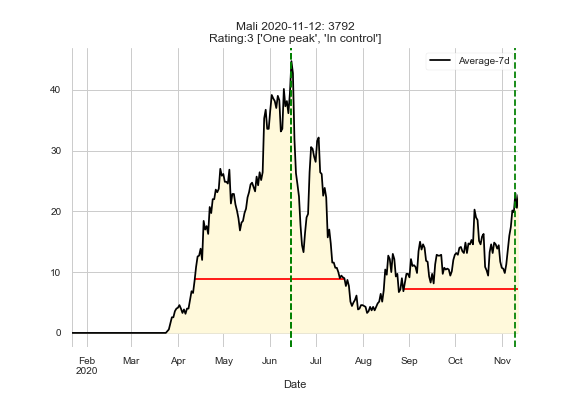 Mali 2020-11-12: 3792
Rating:3 ['One peak', 'In control']
Average-7d
40
30
20
10
0
Feb
2020
Mar
Apr
May
Jun
Jul
Aug
Sep
Oct
Nov
Date